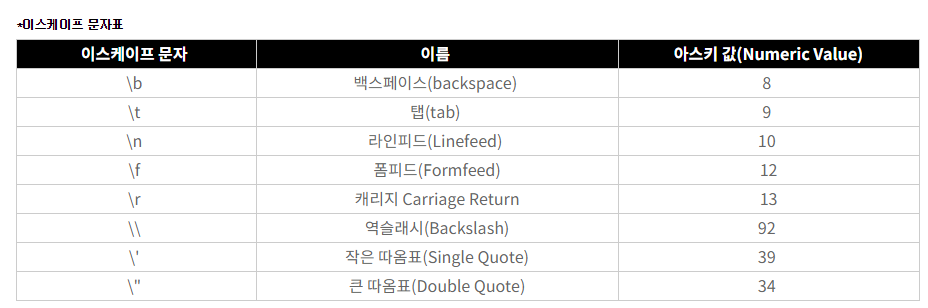 *이스케이프 문자표
이스케이프 문자 이름 아스키 값(Numeric Value)
\b 백스페이스(backspace) 8
\t 탭(tab) 9
\n 라인피드(Linefeed) 10
\f 폼피드(Formfeed) 12
\r 캐리지 Carriage Return 13
\\ 역슬래시(Backslash) 92
\' 작은 따옴표(Single Quote) 39
\" 큰 따옴표(Double Quote) 34